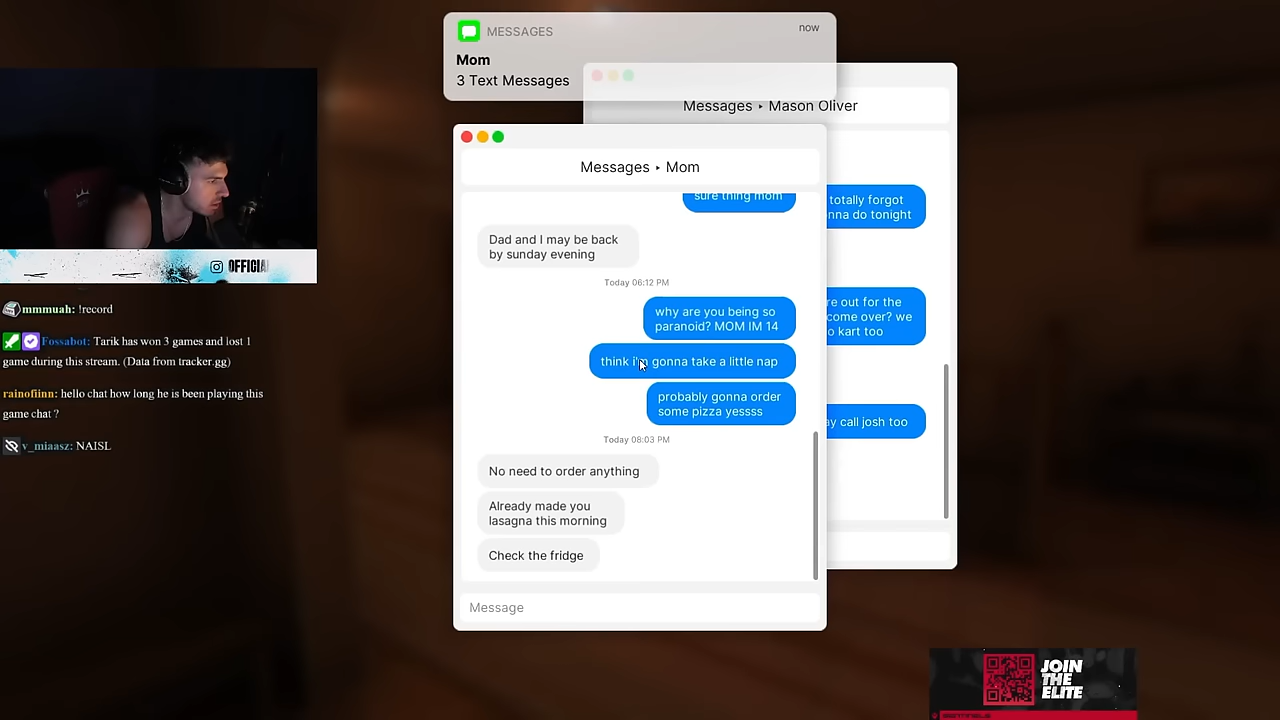 MESSAGES
now
Mom
3 Text Messages
Messages ‣ Mason Oliver
Messages ‣ Mom
sure thing mom
totally forgot
nna do tonight
Dad and I may be back
by sunday evening
Today 06:12 PM
why are you being so
paranoid? MOM IM 14
re out for the
come over? we
o kart too
think i'm gonna take a little nap
probably gonna order
some pizza yessss
ay call josh too
Today 08:03 PM
No need to order anything
Already made you
lasagna this morning
Check the fridge
Message
OFFICIA
mmmuah: !record
Fossabot: Tarik has won 3 games and lost 1
game during this stream. (Data from tracker.gg)
rainofiinn: hello chat how long he is been playing this
game chat ?
v_miaasz: NAISL
JOIN
THE
ELITE
SENTINELS